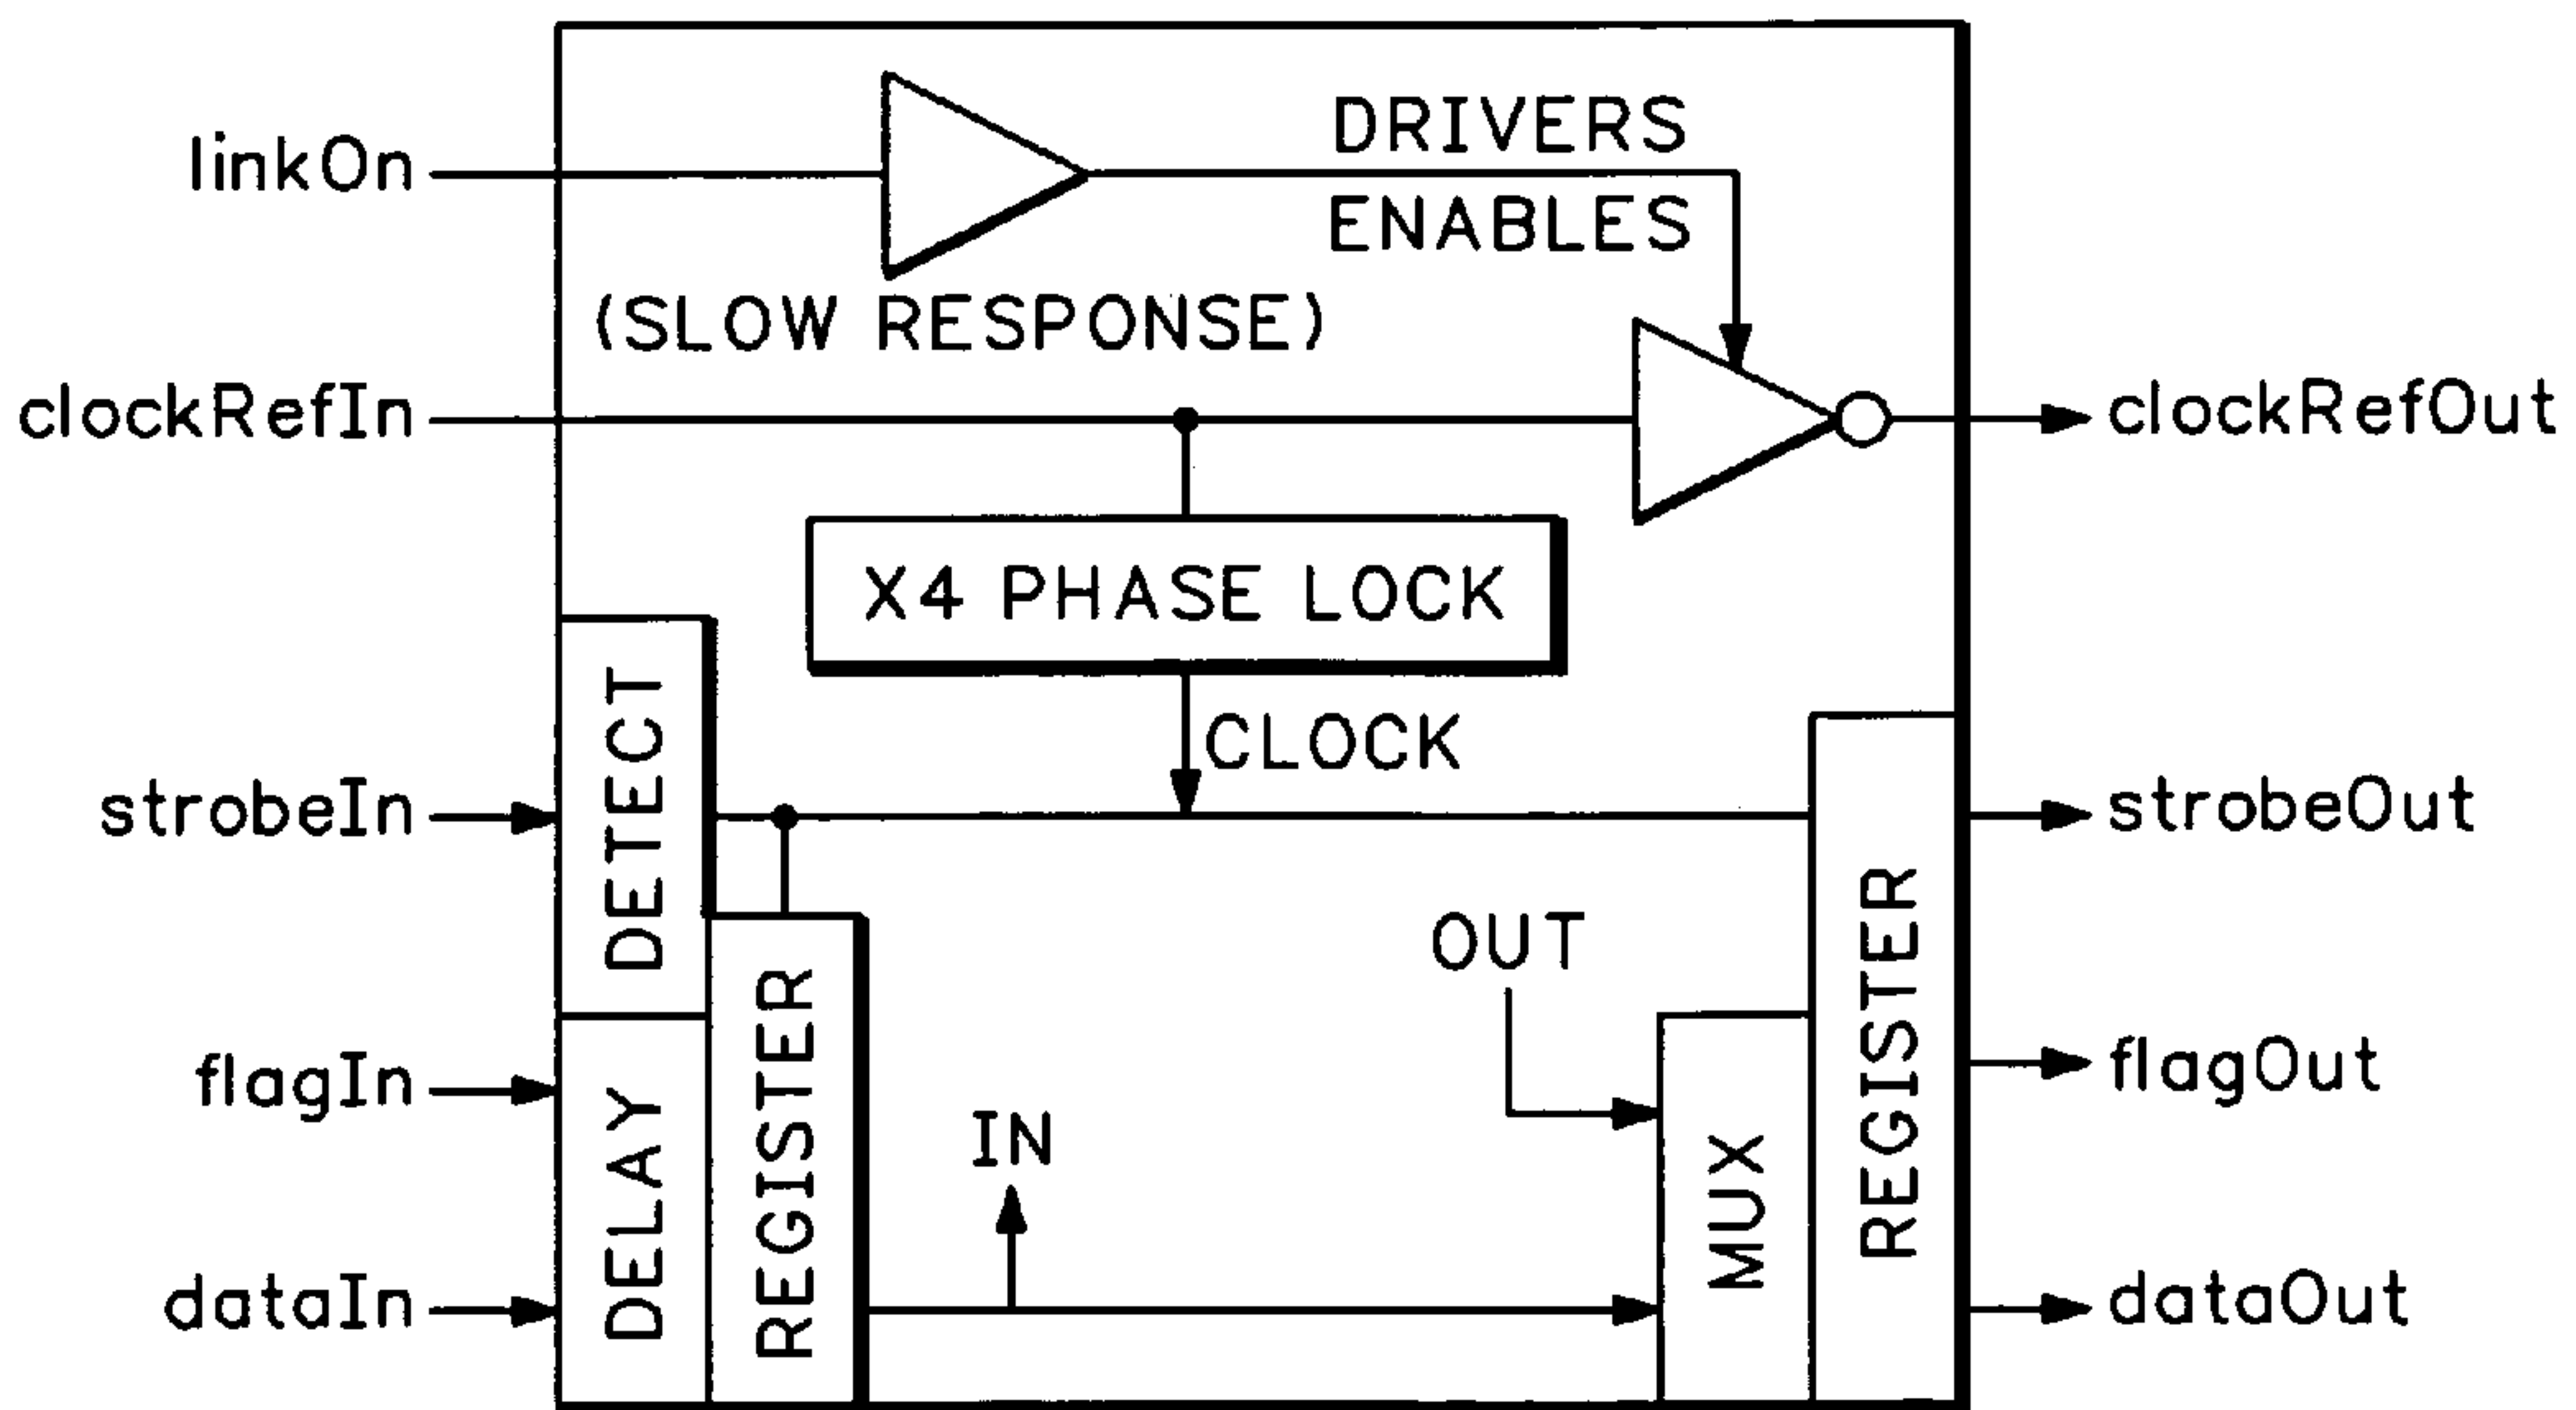 linkOn
DRIVERS
ENABLES
(SLOW RESPONSE)
clockRefIn
clockRefOut
X4 PHASE LOCK
DETECT
CLOCK
strobeIn
strobeOut
REGISTER
OUT
flagIn
flagOut
DELAY
REGISTER
IN
MUX
dataIn
dataOut